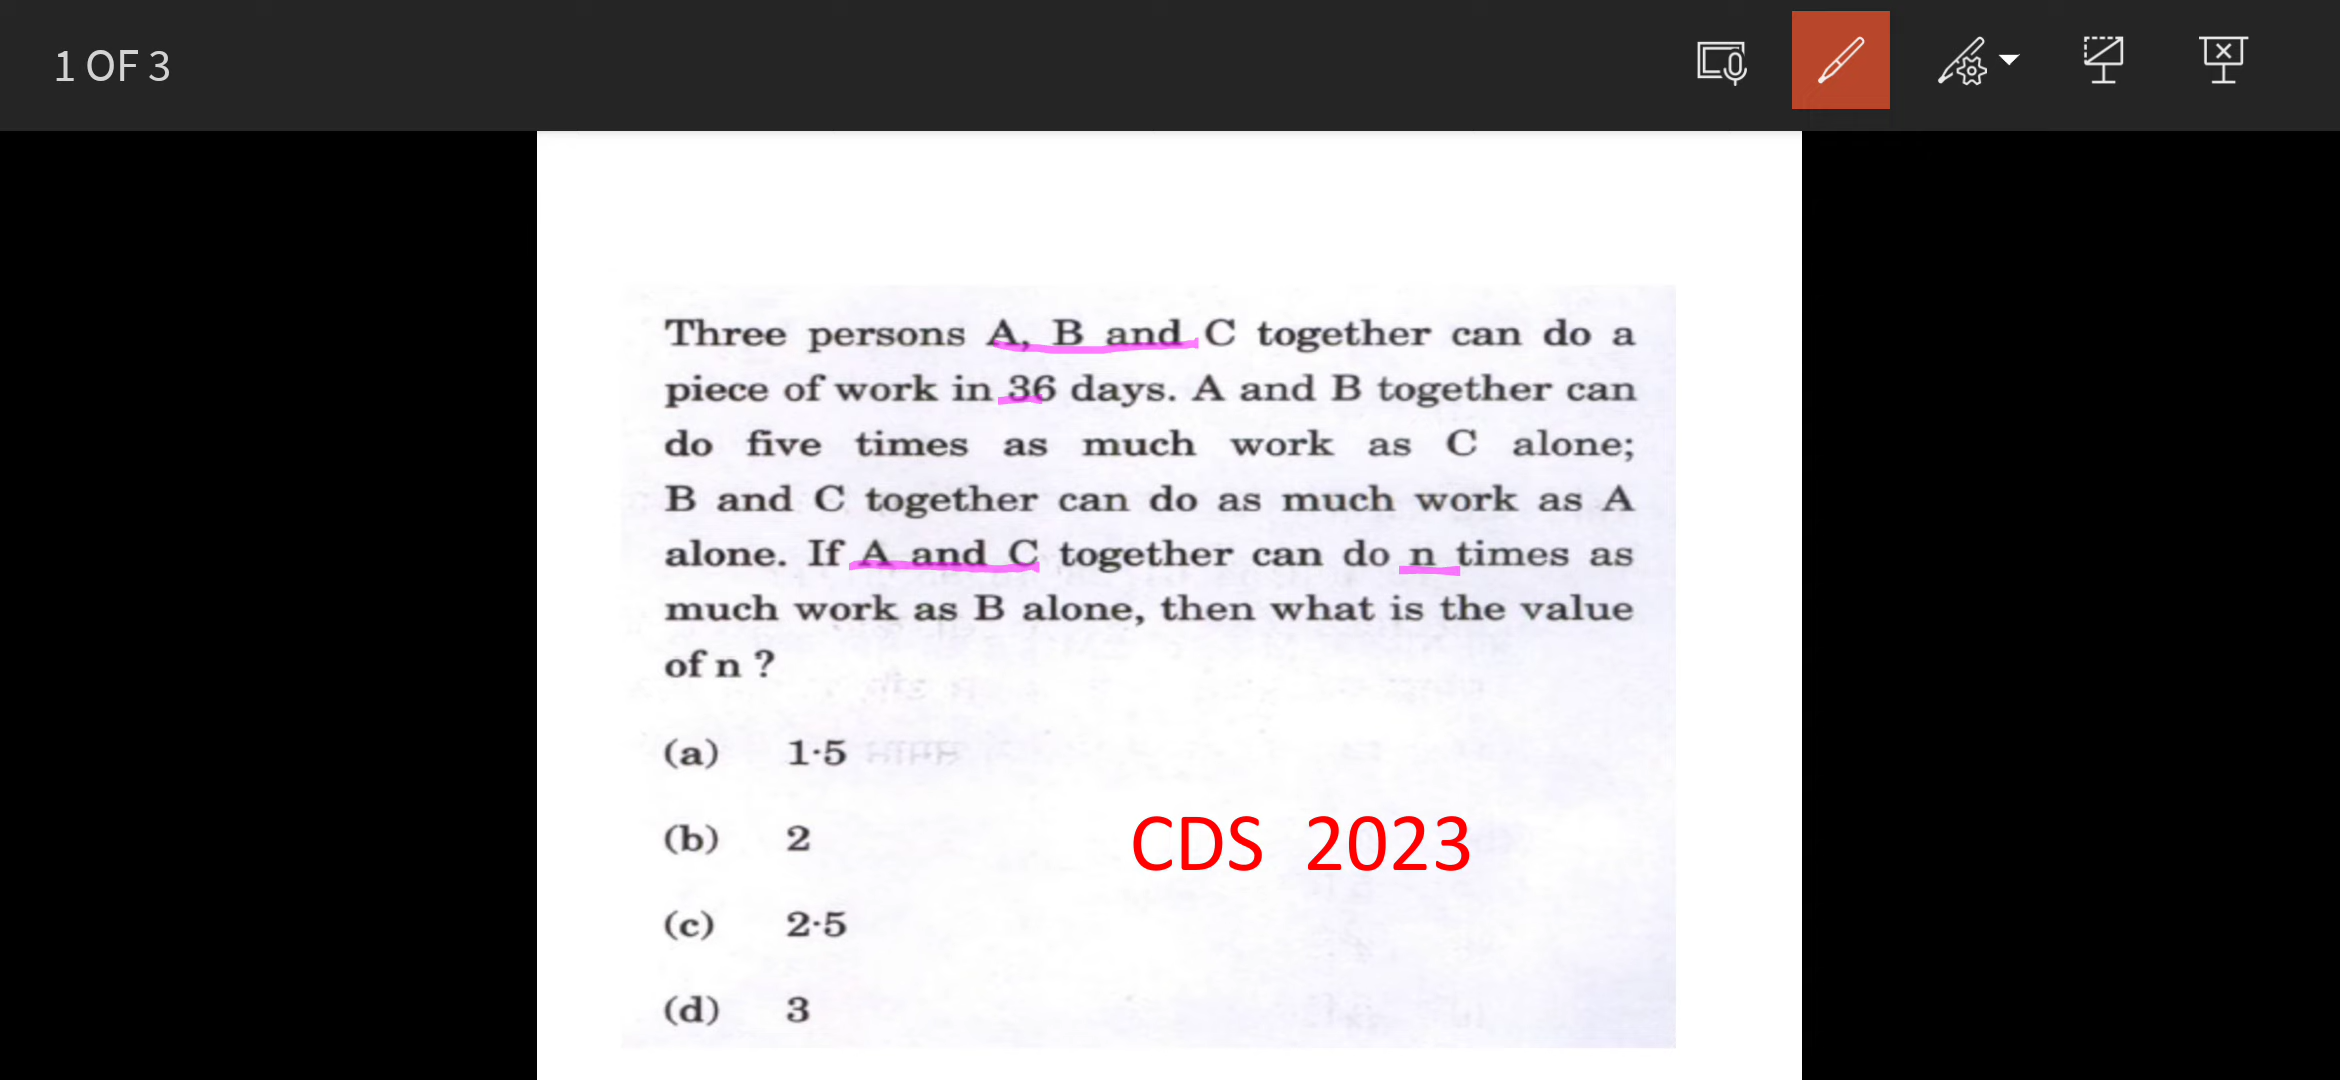 1 OF 3
Three persons A, B and C together can do a
piece of work in 36 days. A and B together can
do five times as much work as C alone;
B and C together can do as much work as A
alone. If A and C together can do n times as
much work as B alone, then what is the value
of n ?
(a) 1·5
(b) 2
CDS 2023
(c) 2·5
(d) 3